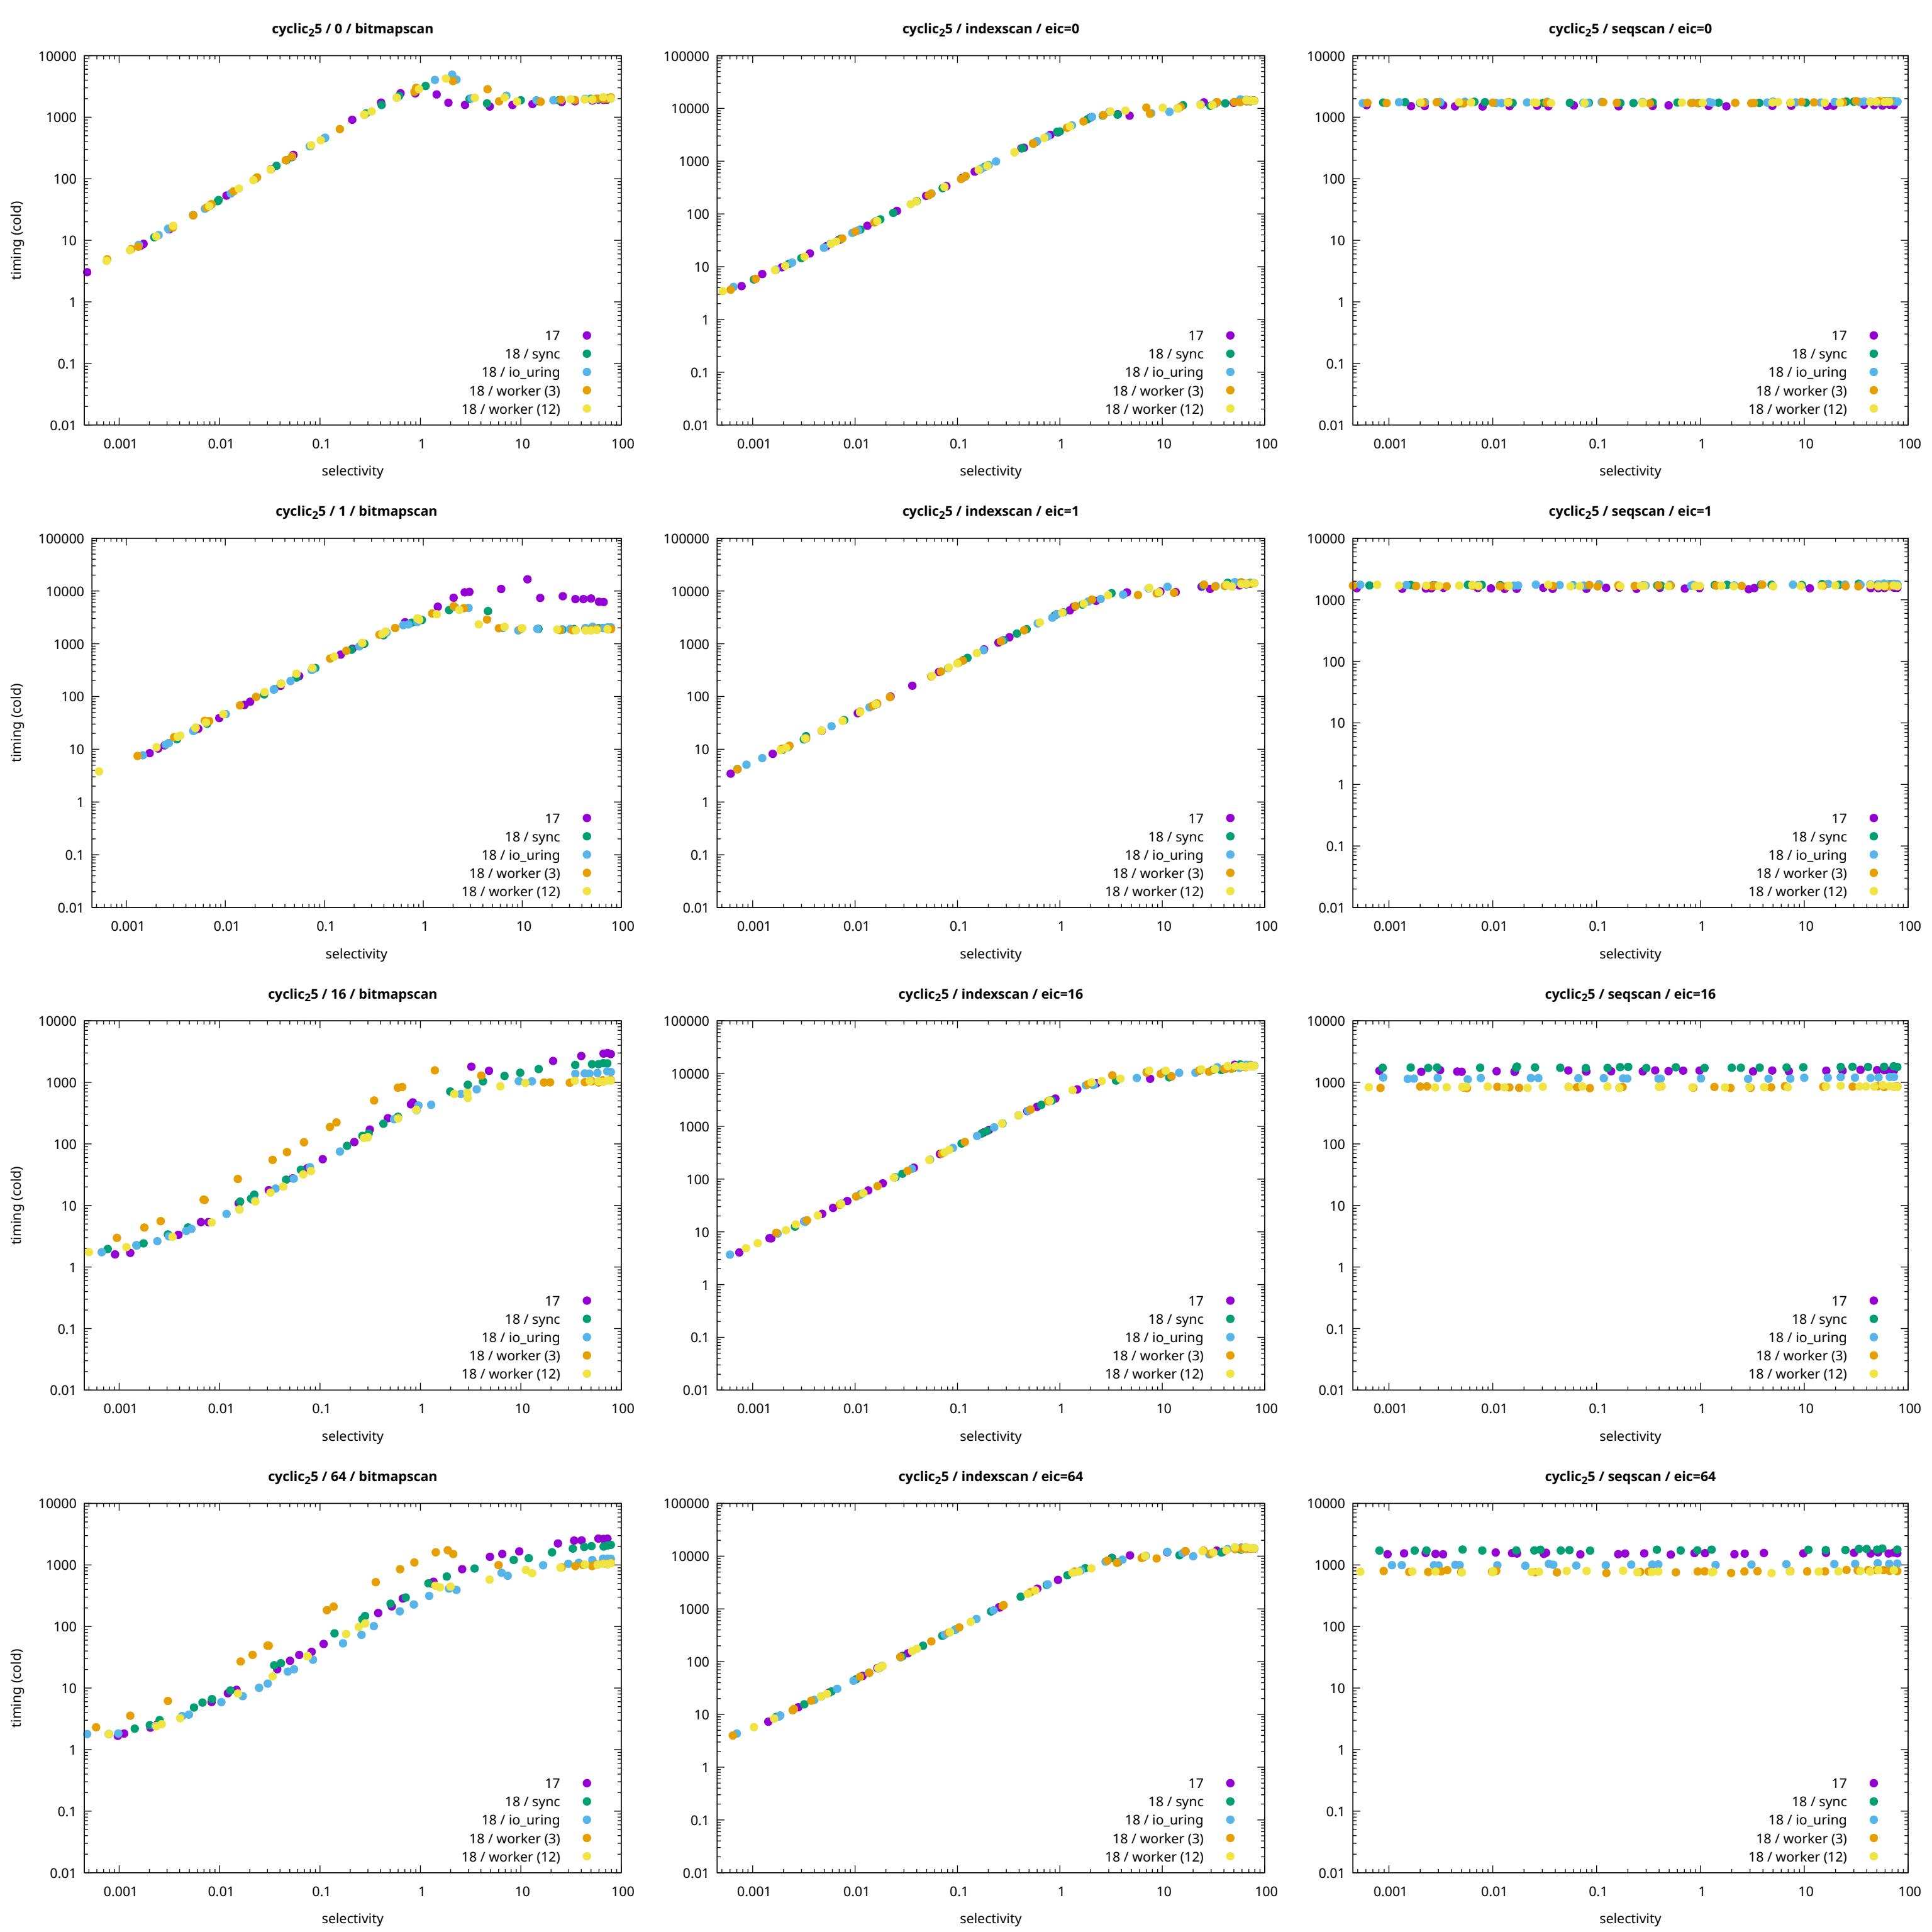 cyclic₂5 / 0 / bitmapscan
timing (cold)
10000
1000
100
10
1
0.1
0.01
17
18 / sync
18 / io_uring
18 / worker (3)
18 / worker (12)
0.001 0.01 0.1 1 10 100
selectivity
cyclic₂5 / indexscan / eic=0
100000
10000
1000
100
10
1
0.1
0.01
17
18 / sync
18 / io_uring
18 / worker (3)
18 / worker (12)
0.001 0.01 0.1 1 10 100
selectivity
cyclic₂5 / seqscan / eic=0
10000
1000
100
10
1
0.1
0.01
17
18 / sync
18 / io_uring
18 / worker (3)
18 / worker (12)
0.001 0.01 0.1 1 10 100
selectivity
cyclic₂5 / 1 / bitmapscan
timing (cold)
100000
10000
1000
100
10
1
0.1
0.01
17
18 / sync
18 / io_uring
18 / worker (3)
18 / worker (12)
0.001 0.01 0.1 1 10 100
selectivity
cyclic₂5 / indexscan / eic=1
100000
10000
1000
100
10
1
0.1
0.01
17
18 / sync
18 / io_uring
18 / worker (3)
18 / worker (12)
0.001 0.01 0.1 1 10 100
selectivity
cyclic₂5 / seqscan / eic=1
10000
1000
100
10
1
0.1
0.01
17
18 / sync
18 / io_uring
18 / worker (3)
18 / worker (12)
0.001 0.01 0.1 1 10 100
selectivity
cyclic₂5 / 16 / bitmapscan
timing (cold)
10000
1000
100
10
1
0.1
0.01
17
18 / sync
18 / io_uring
18 / worker (3)
18 / worker (12)
0.001 0.01 0.1 1 10 100
selectivity
cyclic₂5 / indexscan / eic=16
100000
10000
1000
100
10
1
0.1
0.01
17
18 / sync
18 / io_uring
18 / worker (3)
18 / worker (12)
0.001 0.01 0.1 1 10 100
selectivity
cyclic₂5 / seqscan / eic=16
10000
1000
100
10
1
0.1
0.01
17
18 / sync
18 / io_uring
18 / worker (3)
18 / worker (12)
0.001 0.01 0.1 1 10 100
selectivity
cyclic₂5 / 64 / bitmapscan
timing (cold)
10000
1000
100
10
1
0.1
0.01
17
18 / sync
18 / io_uring
18 / worker (3)
18 / worker (12)
0.001 0.01 0.1 1 10 100
selectivity
cyclic₂5 / indexscan / eic=64
100000
10000
1000
100
10
1
0.1
0.01
17
18 / sync
18 / io_uring
18 / worker (3)
18 / worker (12)
0.001 0.01 0.1 1 10 100
selectivity
cyclic₂5 / seqscan / eic=64
10000
1000
100
10
1
0.1
0.01
17
18 / sync
18 / io_uring
18 / worker (3)
18 / worker (12)
0.001 0.01 0.1 1 10 100
selectivity